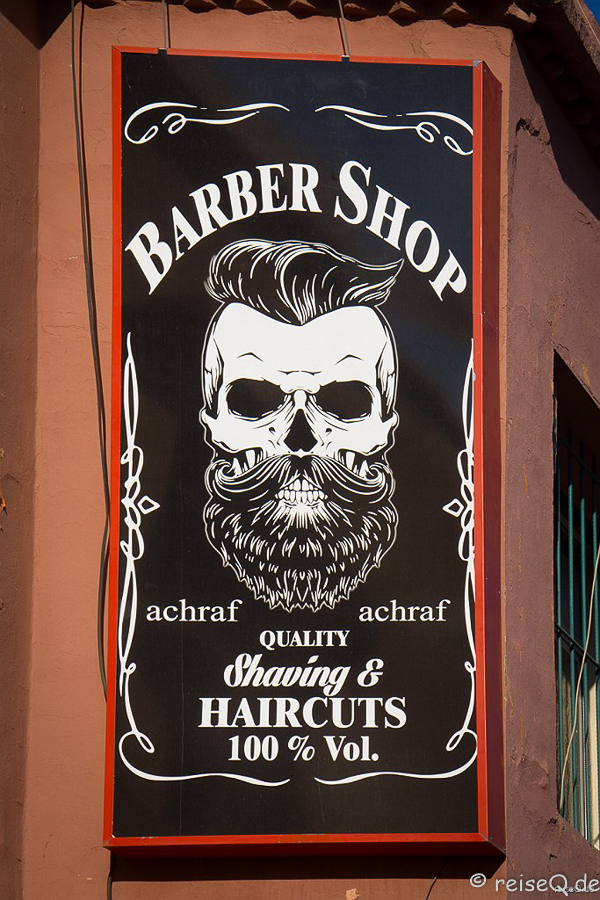 BARBER SHOP
achraf achraf
QUALITY
Shaving &
HAIRCUTS
100 % Vol.
© reiseQ.de